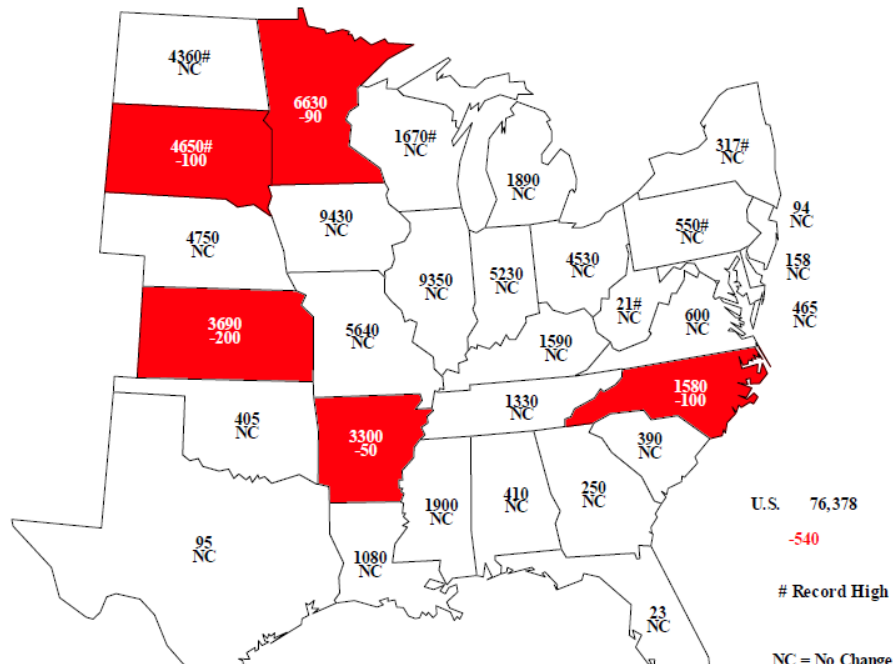 4360#
NC
6630
-90
4650#
-100
1670#
NC
317#
NC
1890
NC
9430
NC
4750
NC
550#
NC
94
NC
4530
NC
9350
NC
5230
NC
158
NC
21#
NC
465
NC
600
NC
3690
-200
5640
NC
1590
NC
1580
-100
1330
NC
405
NC
3300
-50
390
NC
250
NC
1900
NC
410
NC
U.S. 76,378
-540
95
NC
1080
NC
# Record High
23
NC
NC = No Change